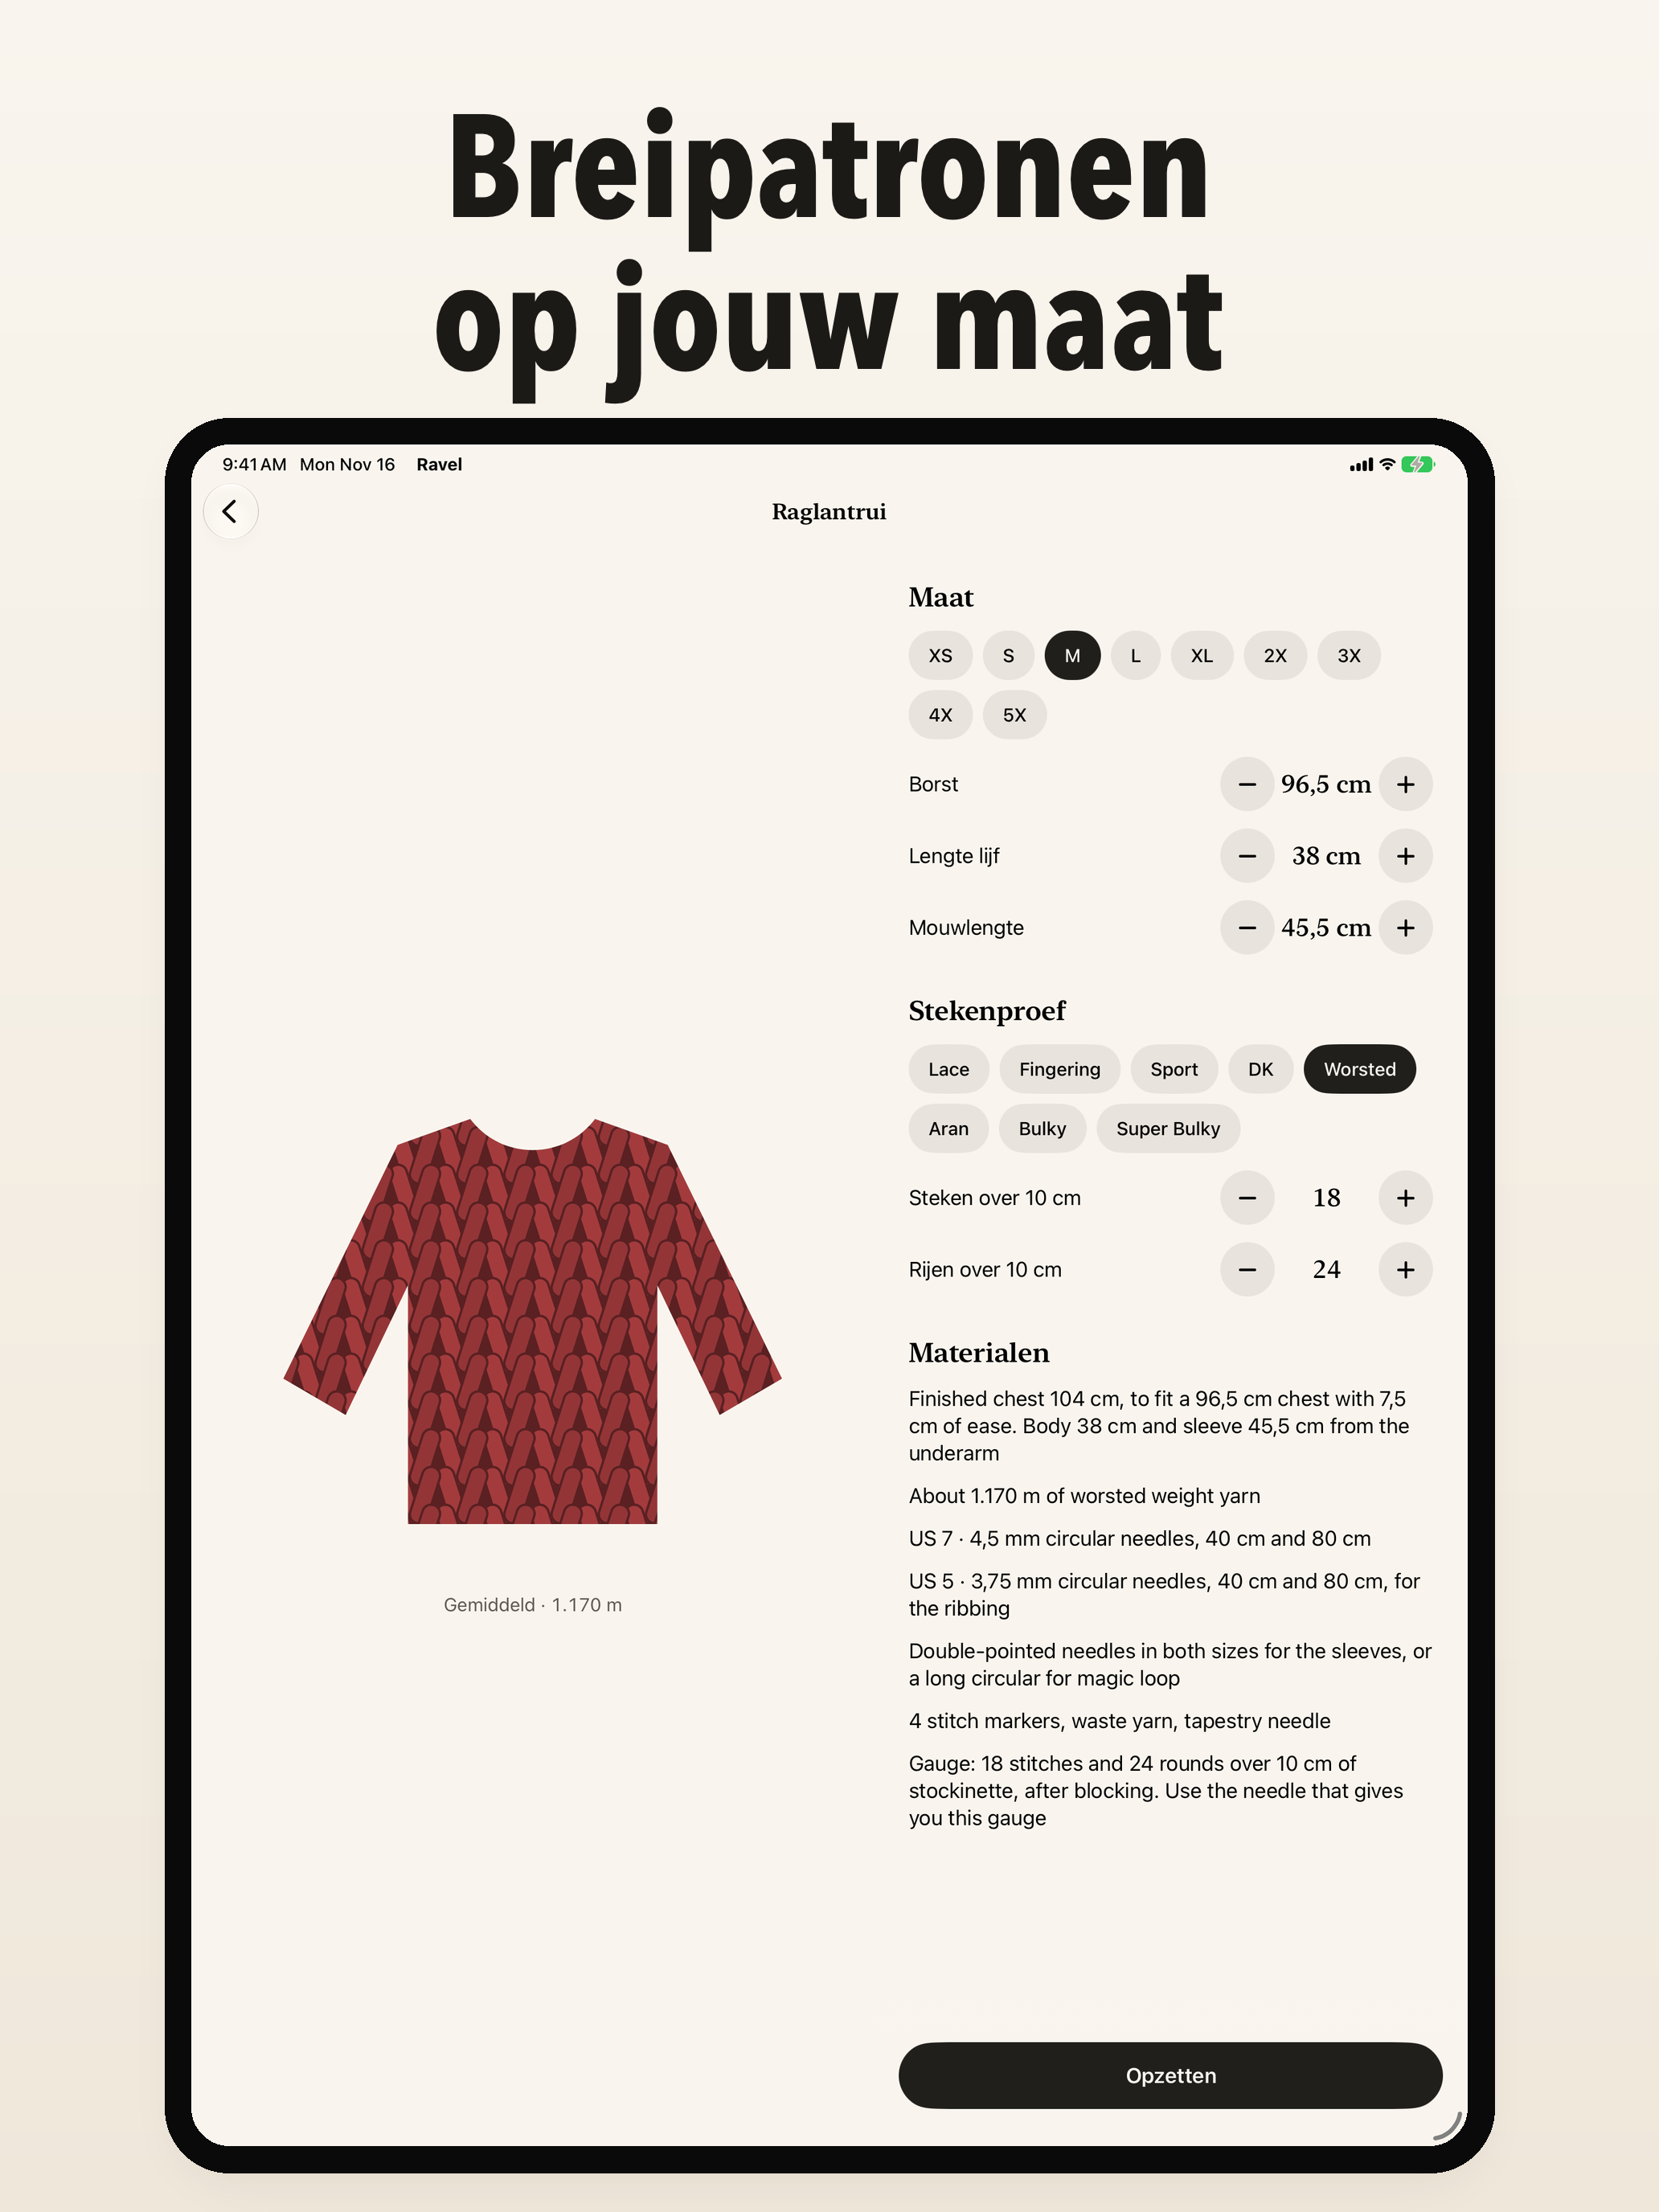 Breipatronen
op jouw maat
9:41 AM Mon Nov 16 Ravel
Raglantrui
Maat
XS S M L XL 2X 3X
4X 5X
Borst − 96,5 cm +
Lengte lijf − 38 cm +
Mouwlengte − 45,5 cm +
Stekenproef
Lace Fingering Sport DK Worsted
Aran Bulky Super Bulky
Steken over 10 cm − 18 +
Rijen over 10 cm − 24 +
Materialen
Finished chest 104 cm, to fit a 96,5 cm chest with 7,5
cm of ease. Body 38 cm and sleeve 45,5 cm from the
underarm
About 1.170 m of worsted weight yarn
US 7 · 4,5 mm circular needles, 40 cm and 80 cm
US 5 · 3,75 mm circular needles, 40 cm and 80 cm, for
the ribbing
Double-pointed needles in both sizes for the sleeves, or
a long circular for magic loop
4 stitch markers, waste yarn, tapestry needle
Gauge: 18 stitches and 24 rounds over 10 cm of
stockinette, after blocking. Use the needle that gives
you this gauge
Gemiddeld · 1.170 m
Opzetten